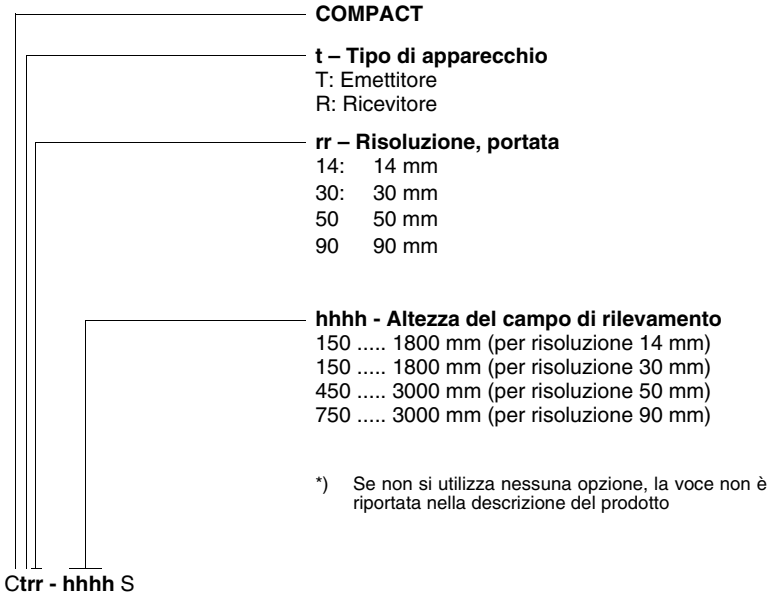 COMPACT
t – Tipo di apparecchio
T: Emettitore
R: Ricevitore
rr – Risoluzione, portata
14: 14 mm
30: 30 mm
50 50 mm
90 90 mm
hhhh - Altezza del campo di rilevamento
150 ..... 1800 mm (per risoluzione 14 mm)
150 ..... 1800 mm (per risoluzione 30 mm)
450 ..... 3000 mm (per risoluzione 50 mm)
750 ..... 3000 mm (per risoluzione 90 mm)
*) Se non si utilizza nessuna opzione, la voce non è
riportata nella descrizione del prodotto
Ctrr - hhhh S